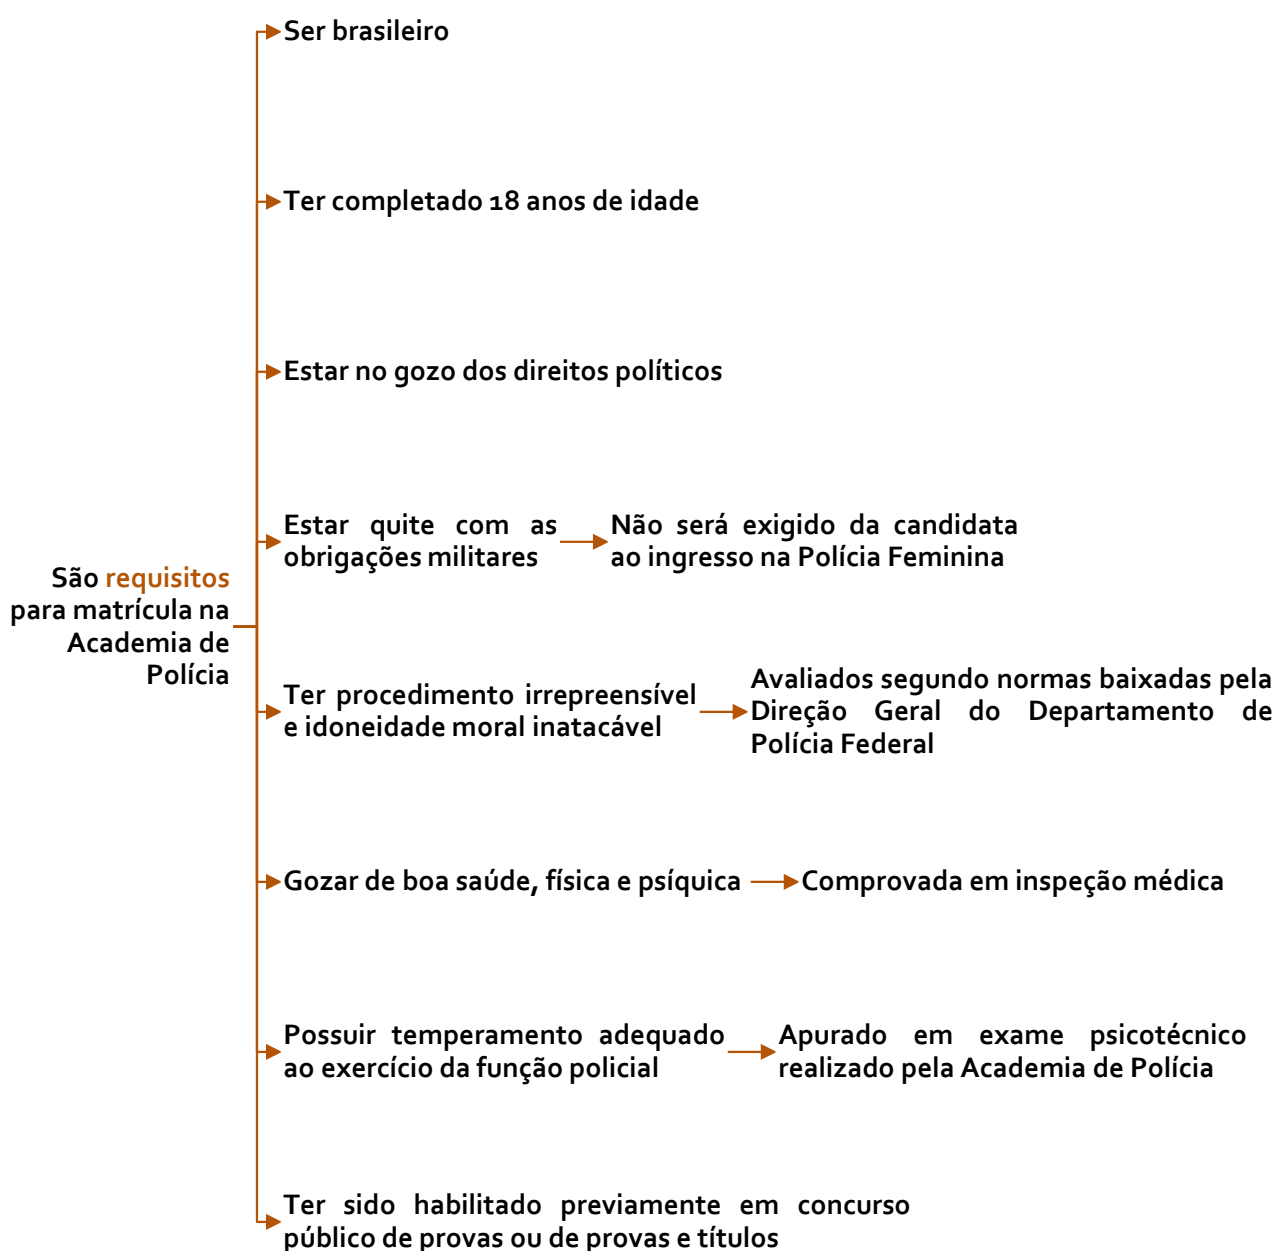 São requisitos
para matrícula na
Academia de
Polícia
Ser brasileiro
Ter completado 18 anos de idade
Estar no gozo dos direitos políticos
Estar quite com as
obrigações militares
Não será exigido da candidata
ao ingresso na Polícia Feminina
Ter procedimento irrepreensível
e idoneidade moral inatacável
Avaliados segundo normas baixadas pela
Direção Geral do Departamento de
Polícia Federal
Gozar de boa saúde, física e psíquica
Comprovada em inspeção médica
Possuir temperamento adequado
ao exercício da função policial
Apurado em exame psicotécnico
realizado pela Academia de Polícia
Ter sido habilitado previamente em concurso
público de provas ou de provas e títulos